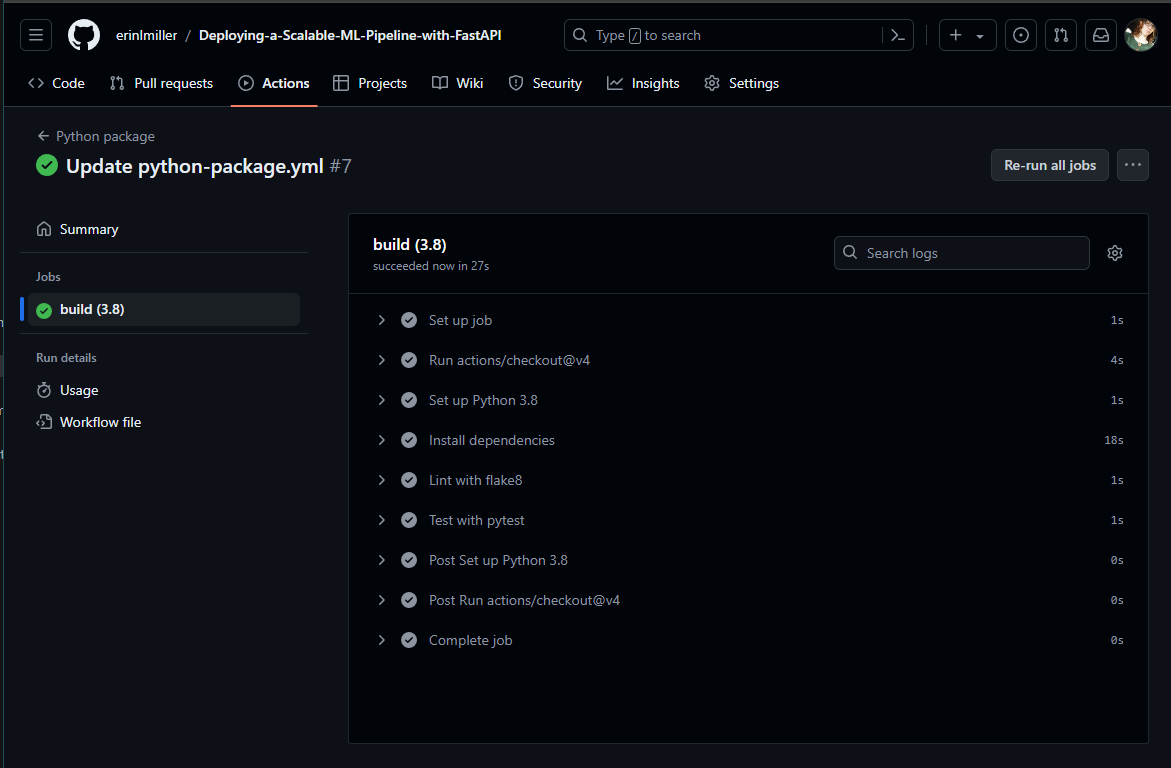 erinlmiller / Deploying-a-Scalable-ML-Pipeline-with-FastAPI Type / to search
Code Pull requests Actions Projects Wiki Security Insights Settings
Python package
Update python-package.yml #7
Re-run all jobs
Summary
Jobs
build (3.8)
Run details
Usage
Workflow file
build (3.8)
succeeded now in 27s
Search logs
Set up job 1s
Run actions/checkout@v4 4s
Set up Python 3.8 1s
Install dependencies 18s
Lint with flake8 1s
Test with pytest 1s
Post Set up Python 3.8 0s
Post Run actions/checkout@v4 0s
Complete job 0s